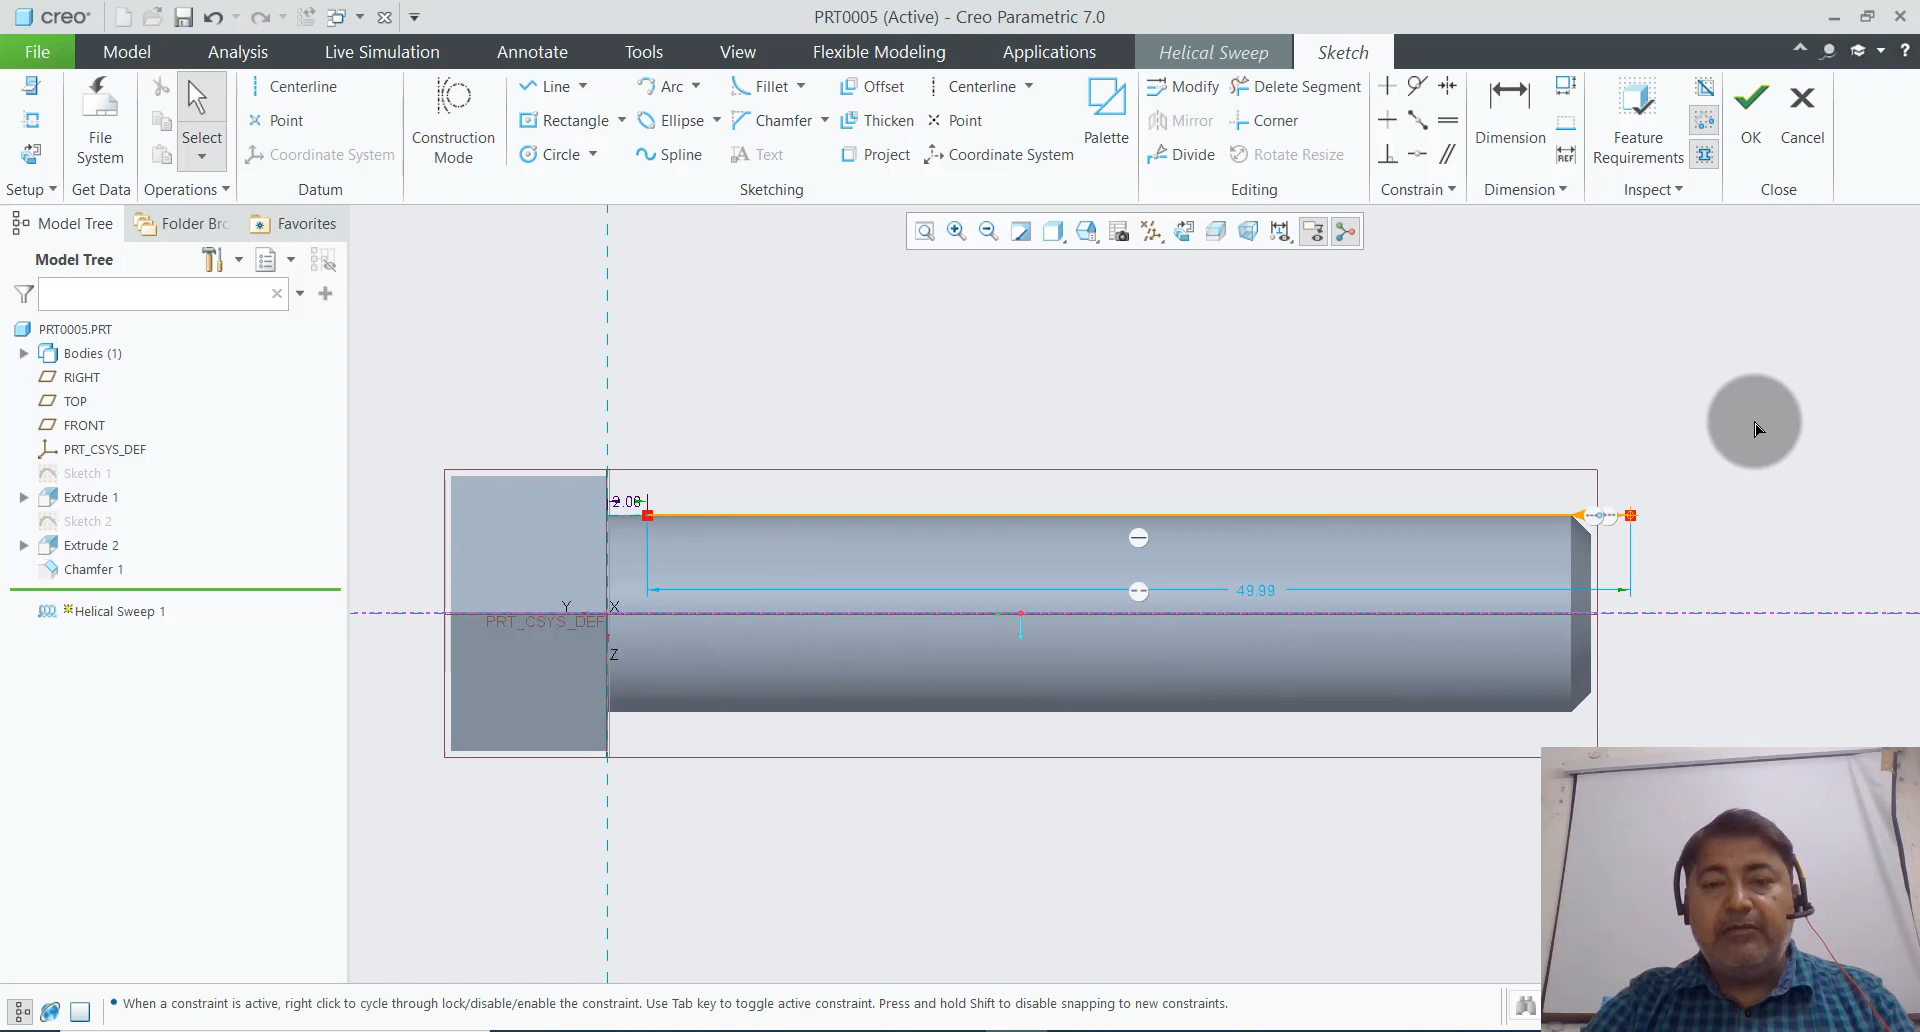 creo
PRT0005 (Active) - Creo Parametric 7.0
File Model Analysis Live Simulation Annotate Tools View Flexible Modeling Applications Helical Sweep Sketch
Centerline
Point
Coordinate System
File System
Select
Construction Mode
Line Arc Fillet Offset Centerline
Rectangle Ellipse Chamfer Thicken Point
Circle Spline Text Project Coordinate System
Palette
Modify Delete Segment
Mirror Corner
Divide Rotate Resize
Dimension
REF
Feature Requirements
OK Cancel
Setup Get Data Operations Datum Sketching Editing Constrain Dimension Inspect Close
Model Tree Folder Bro Favorites
Model Tree
PRT0005.PRT
Bodies (1)
RIGHT
TOP
FRONT
PRT_CSYS_DEF
Sketch 1
Extrude 1
Sketch 2
Extrude 2
Chamfer 1
Helical Sweep 1
49.99
Y X
PRT_CSYS_DEF
Z
When a constraint is active, right click to cycle through lock/disable/enable the constraint. Use Tab key to toggle active constraint. Press and hold Shift to disable snapping to new constraints.